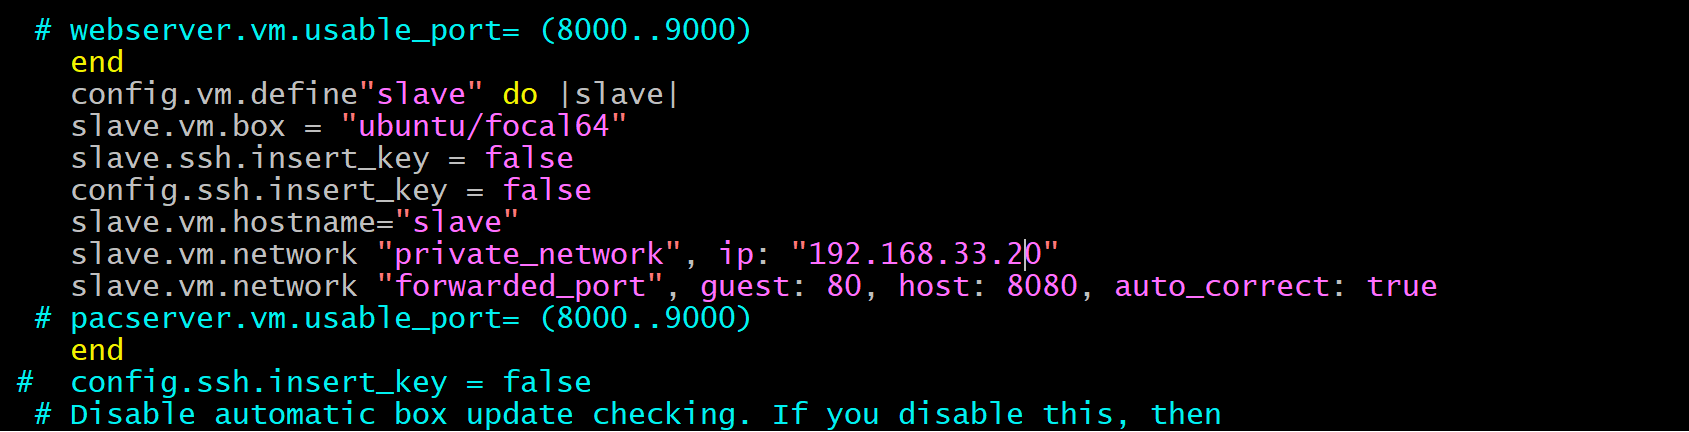 # webserver.vm.usable_port= (8000..9000)
end
config.vm.define"slave" do |slave|
slave.vm.box = "ubuntu/focal64"
slave.ssh.insert_key = false
config.ssh.insert_key = false
slave.vm.hostname="slave"
slave.vm.network "private_network", ip: "192.168.33.20"
slave.vm.network "forwarded_port", guest: 80, host: 8080, auto_correct: true
# pacserver.vm.usable_port= (8000..9000)
end
#  config.ssh.insert_key = false
# Disable automatic box update checking. If you disable this, then